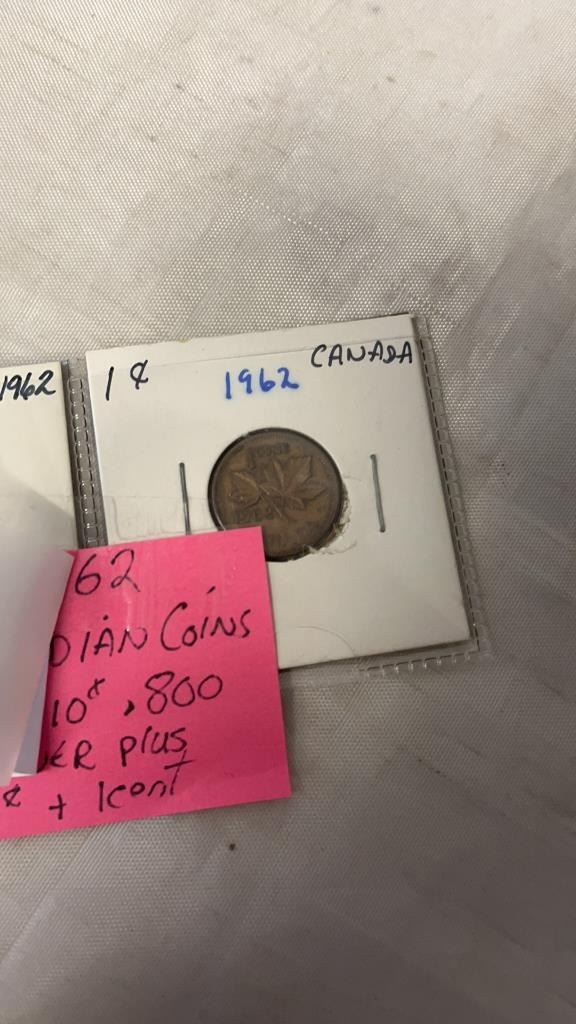 1962
1 ¢
1962
CANADA
62
DIAN COINS
10¢ .800
ER plus
¢ + 1cent